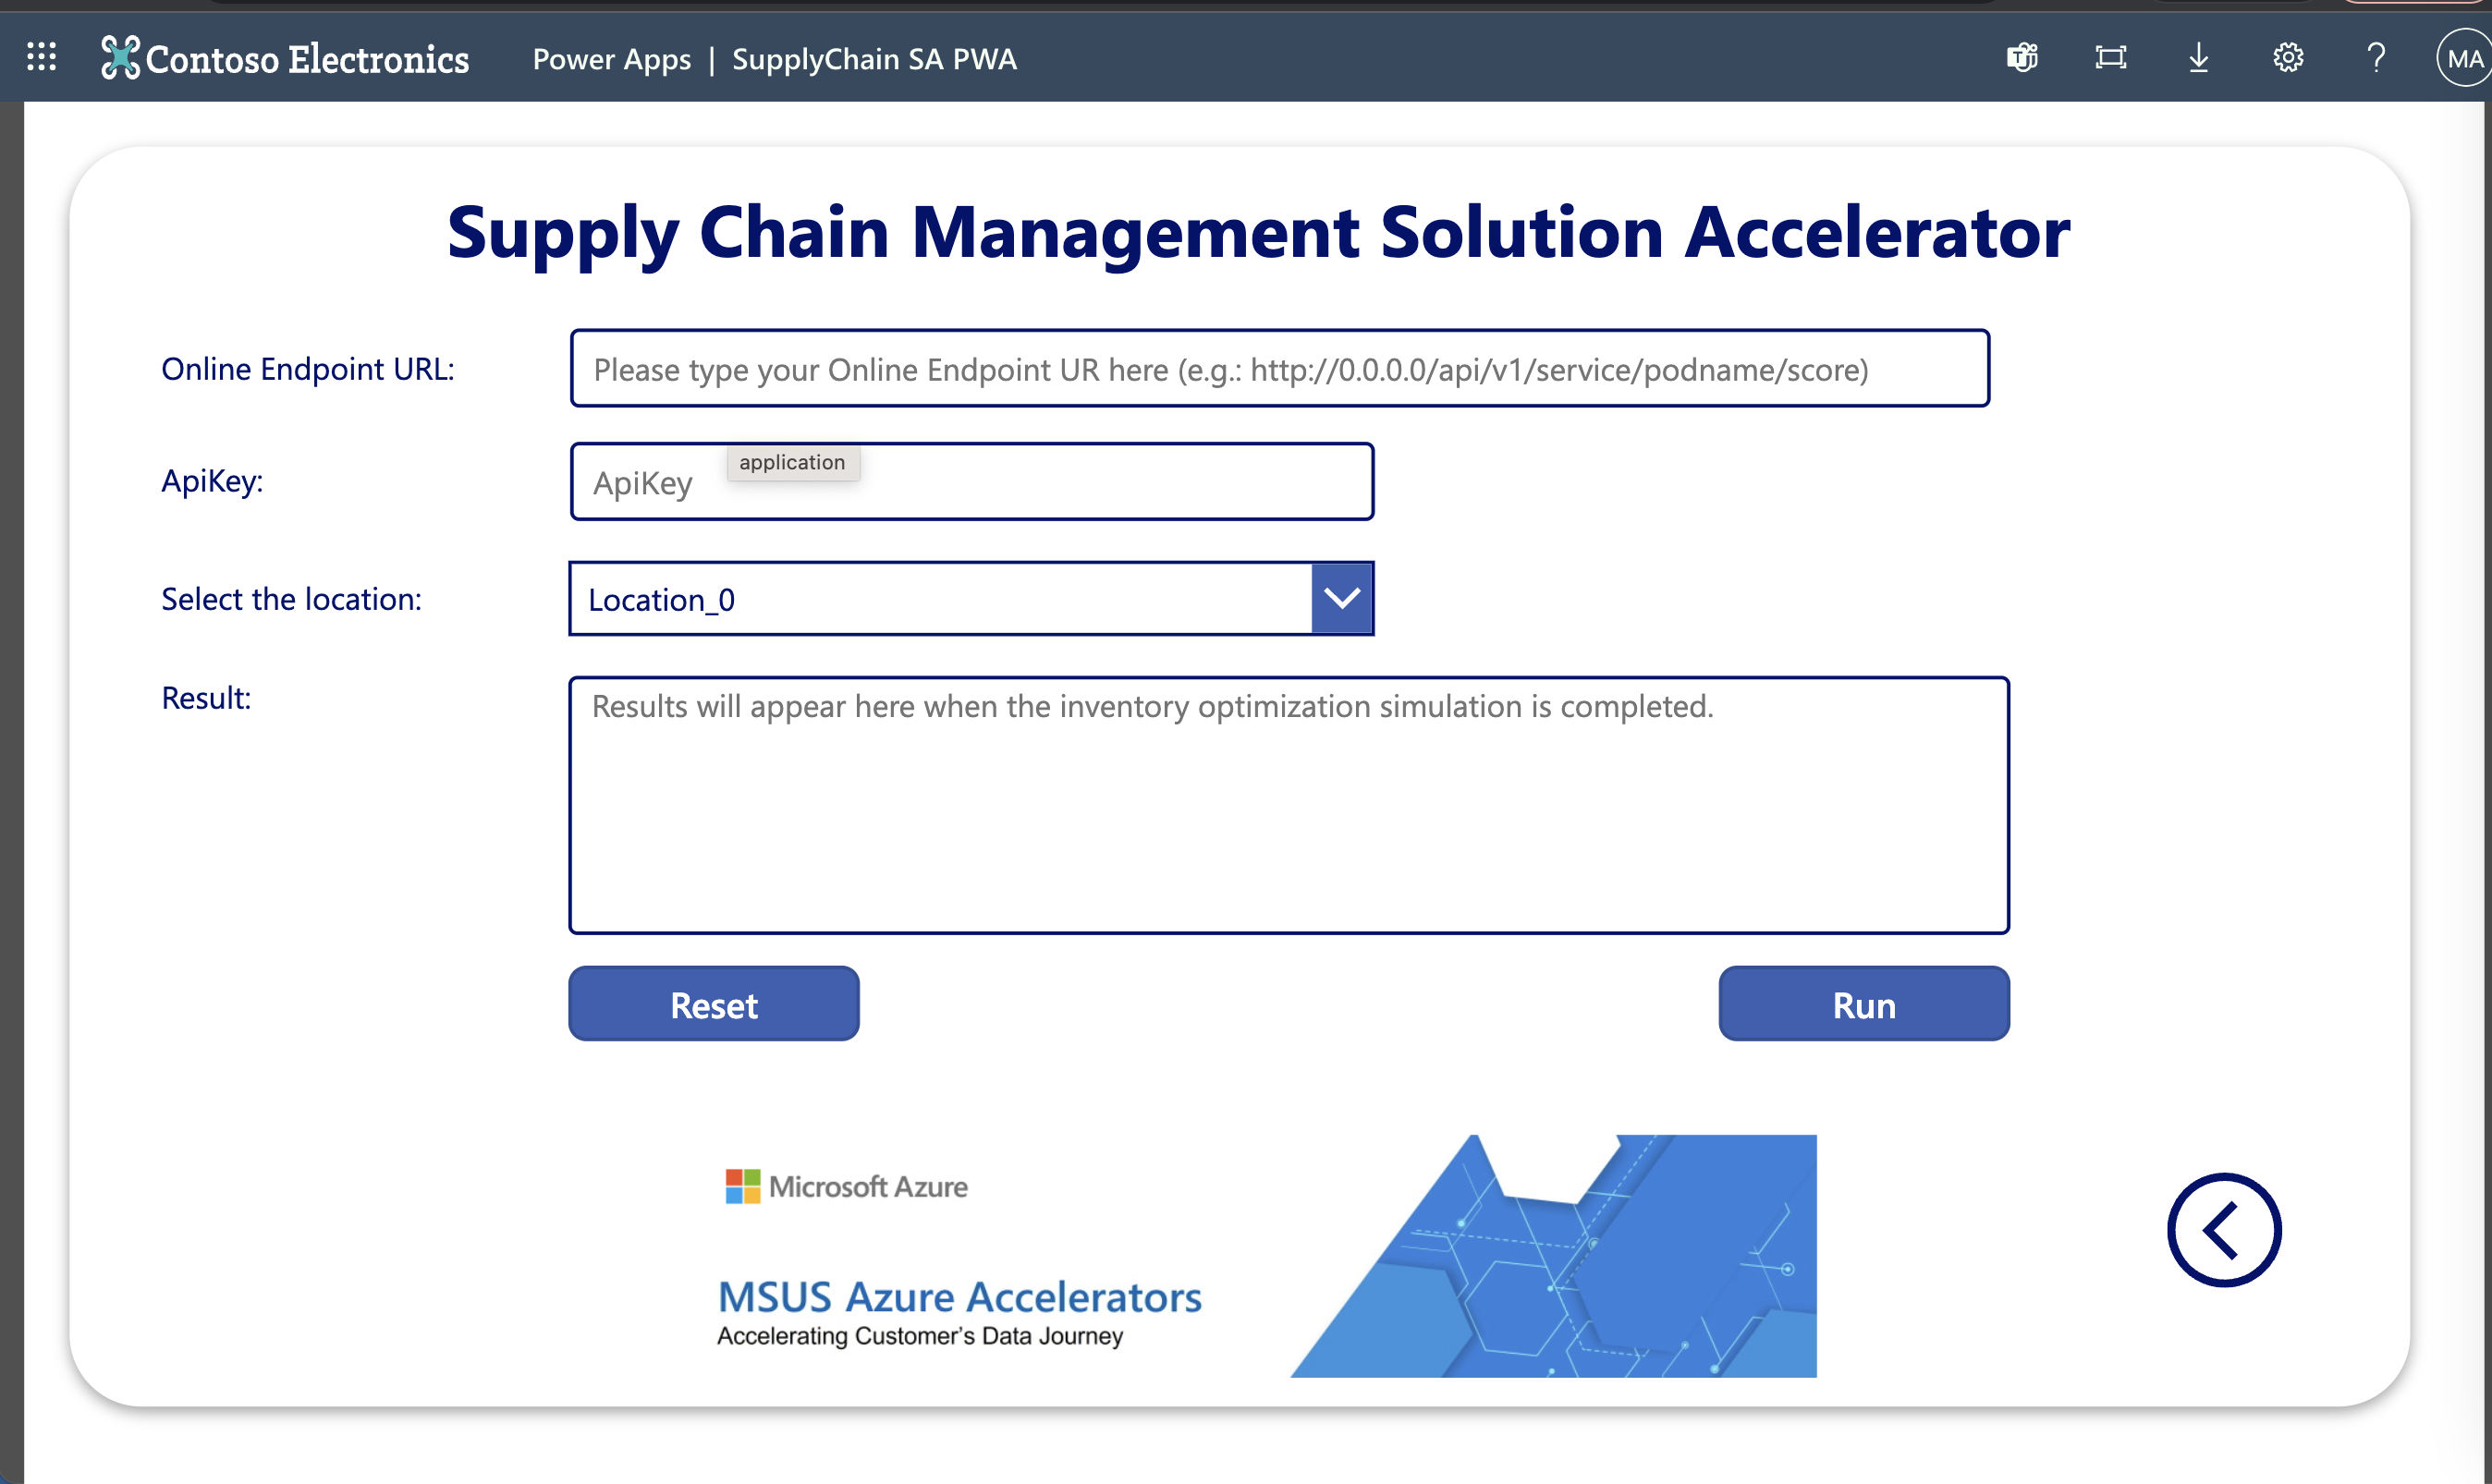 Contoso Electronics Power Apps | SupplyChain SA PWA ? MA
Supply Chain Management Solution Accelerator
Online Endpoint URL: Please type your Online Endpoint UR here (e.g.: http://0.0.0.0/api/v1/service/podname/score)
application
ApiKey: ApiKey
Select the location: Location_0
Result: Results will appear here when the inventory optimization simulation is completed.
Reset Run
Microsoft Azure
MSUS Azure Accelerators
Accelerating Customer’s Data Journey